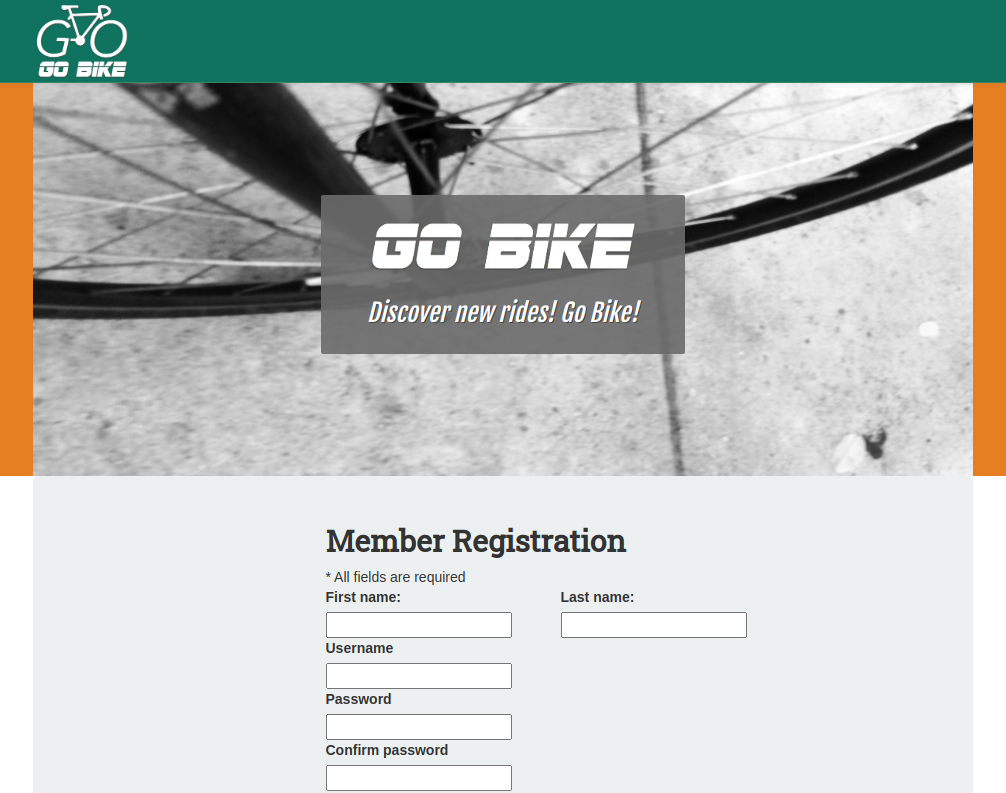 GO BIKE
GO BIKE
Discover new rides! Go Bike!
Member Registration
* All fields are required
First name: Last name:
Username
Password
Confirm password